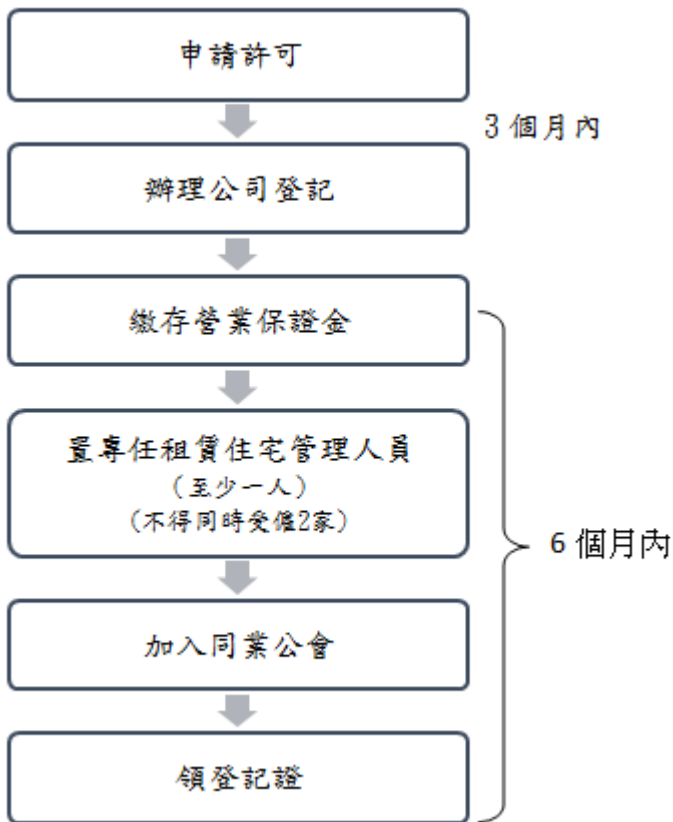 申請許可
3個月內
辦理公司登記
繳存營業保證金
置專任租賃住宅管理人員
（至少一人）
（不得同時受僱2家）
6個月內
加入同業公會
領登記證